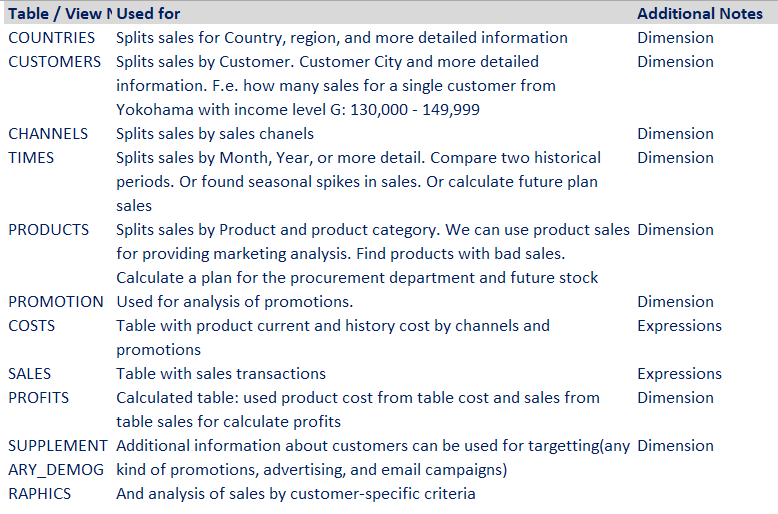 Table / View N Used for Additional Notes
COUNTRIES Splits sales for Country, region, and more detailed information Dimension
CUSTOMERS Splits sales by Customer. Customer City and more detailed Dimension
information. F.e. how many sales for a single customer from
Yokohama with income level G: 130,000 - 149,999
CHANNELS Splits sales by sales chanels Dimension
TIMES Splits sales by Month, Year, or more detail. Compare two historical Dimension
periods. Or found seasonal spikes in sales. Or calculate future plan
sales
PRODUCTS Splits sales by Product and product category. We can use product sales Dimension
for providing marketing analysis. Find products with bad sales.
Calculate a plan for the procurement department and future stock
PROMOTION Used for analysis of promotions. Dimension
COSTS Table with product current and history cost by channels and Expressions
promotions
SALES Table with sales transactions Expressions
PROFITS Calculated table: used product cost from table cost and sales from Dimension
table sales for calculate profits
SUPPLEMENT Additional information about customers can be used for targetting(any Dimension
ARY_DEMOG kind of promotions, advertising, and email campaigns)
RAPHICS And analysis of sales by customer-specific criteria